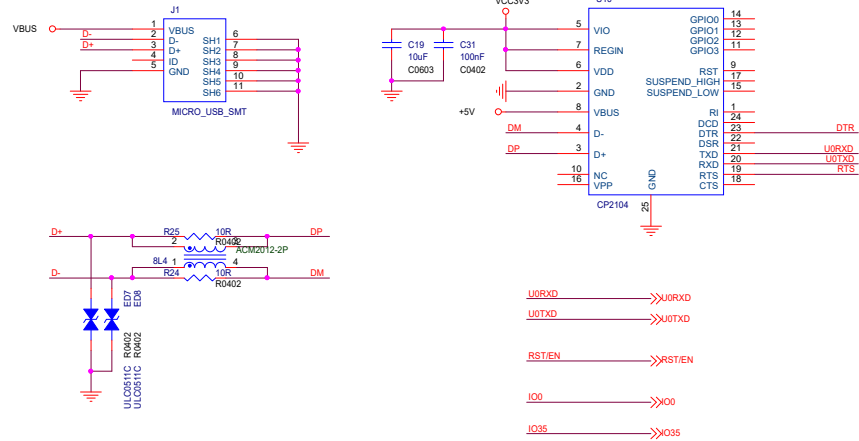 J1
VBUS
1
VBUS
D-
2
D-
D+
3
D+
4
ID
5
GND
SH1
6
SH2
7
SH3
8
SH4
9
SH5
10
SH6
11
MICRO_USB_SMT
VCC3V3
C19
10uF
C0603
C31
100nF
C0402
5
VIO
7
REGIN
6
VDD
2
GND
+5V
8
VBUS
DM
4
D-
DP
3
D+
10
NC
16
VPP
GND
25
CP2104
GPIO0
14
GPIO1
13
GPIO2
12
GPIO3
11
RST
9
SUSPEND_HIGH
17
SUSPEND_LOW
15
RI
1
DCD
24
DTR
23
DTR
DSR
22
TXD
21
U0RXD
RXD
20
U0TXD
RTS
19
RTS
CTS
18
D+
R25
10R
DP
R0402
2
ACM2012-2P
8L4
1
4
D-
R24
10R
DM
R0402
ED7
ED8
R0402
R0402
ULC0511C
ULC0511C
U0RXD
U0RXD
U0TXD
U0TXD
RST/EN
RST/EN
IO0
IO0
IO35
IO35